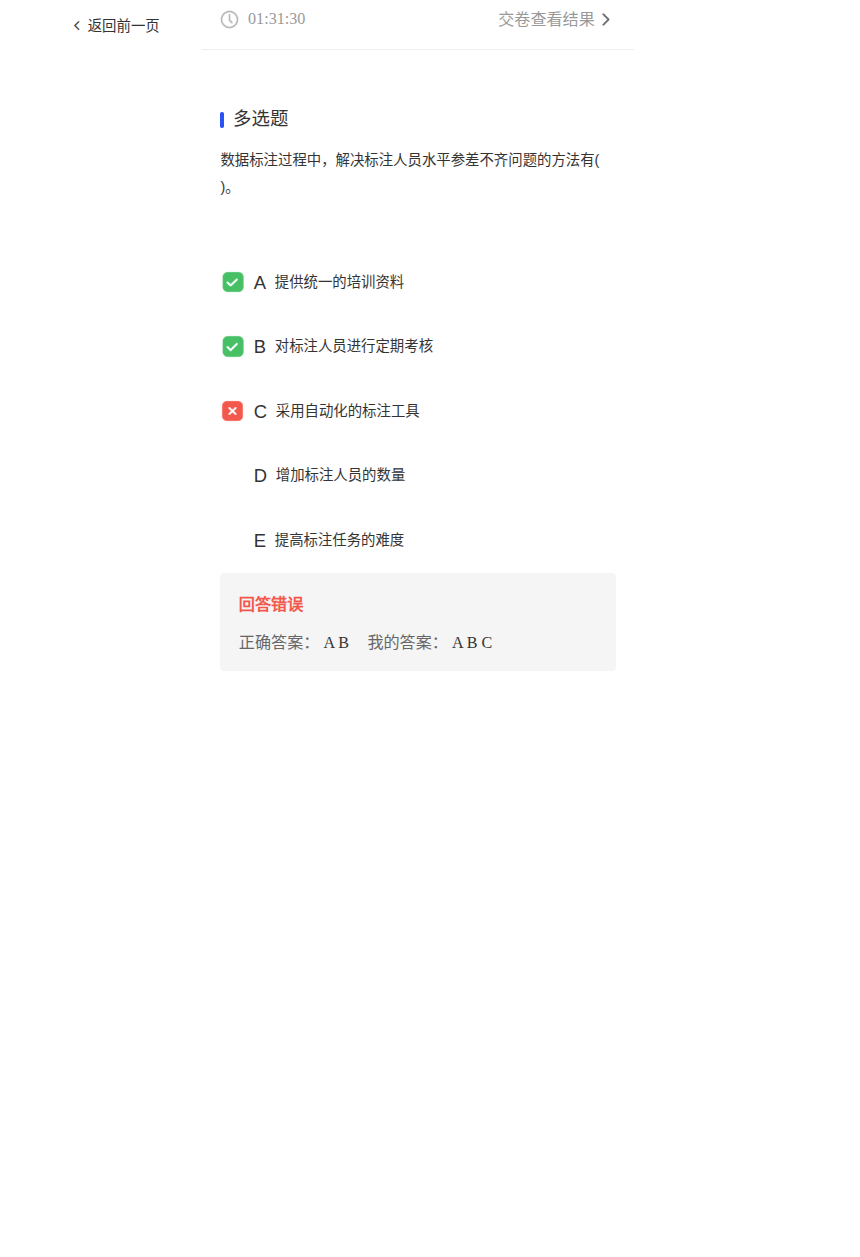 返回前一页
01:31:30 交卷查看结果
多选题
数据标注过程中，解决标注人员水平参差不齐问题的方法有(
)。
A 提供统一的培训资料
B 对标注人员进行定期考核
C 采用自动化的标注工具
D 增加标注人员的数量
E 提高标注任务的难度
回答错误
正确答案： A B 我的答案： A B C